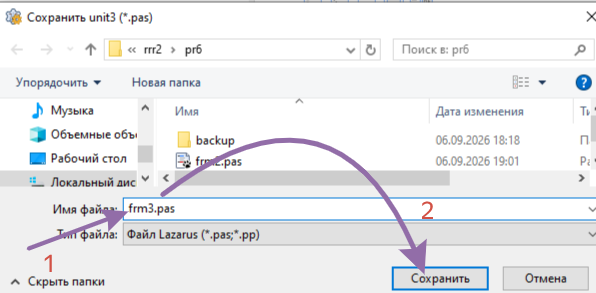 Сохранить unit3 (*.pas)
« rrr2 › pr6
Поиск в: pr6
Упорядочить
Новая папка
?
Музыка
Объемные объе
Рабочий стол
Локальный дис
Имя
Дата изменения
Ти
backup
06.09.2026 18:18
П
frm2.pas
06.09.2026 19:01
Имя файла:
frm3.pas
Тип файла:
Файл Lazarus (*.pas;*.pp)
1
2
Скрыть папки
Сохранить
Отмена